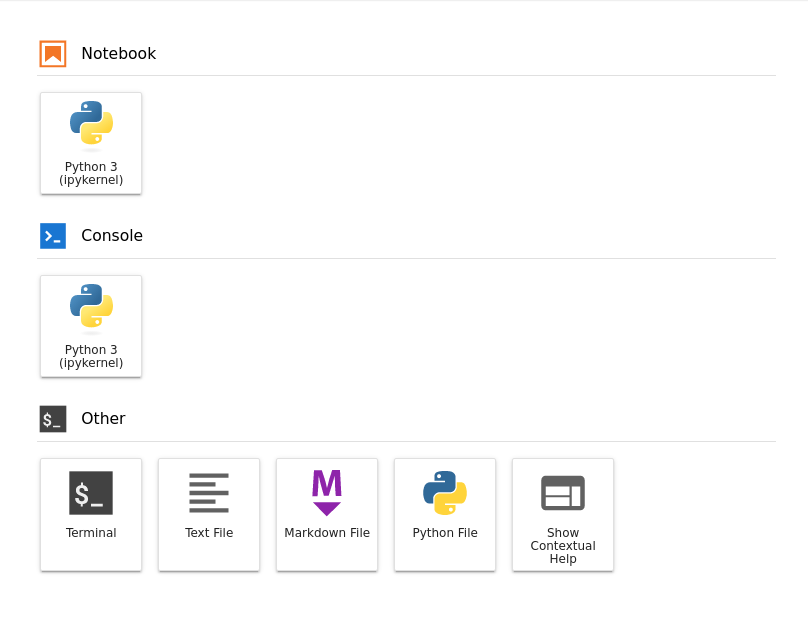 Notebook
Python 3
(ipykernel)
Console
Python 3
(ipykernel)
$_ Other
$_
Terminal
Text File
M
Markdown File
Python File
Show
Contextual
Help